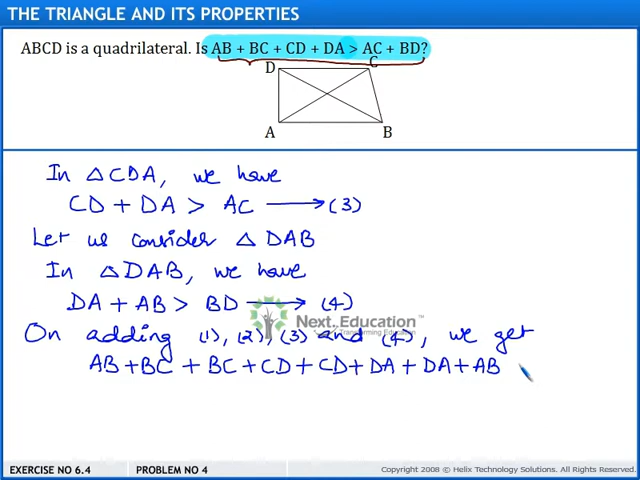 THE TRIANGLE AND ITS PROPERTIES
ABCD is a quadrilateral. Is AB + BC + CD + DA > AC + BD?
D C
A B
In △CDA, we have
CD + DA > AC ⟶ (3)
Let us consider △ DAB
In △DAB, we have
DA + AB > BD ⟶ (4)
Next Education
Transforming Education
On adding (1), (2), (3) and (4), we get
AB + BC + BC + CD + CD + DA + DA + AB
EXERCISE NO 6.4 PROBLEM NO 4 Copyright 2008 © Helix Technology Solutions. All Rights Reserved.